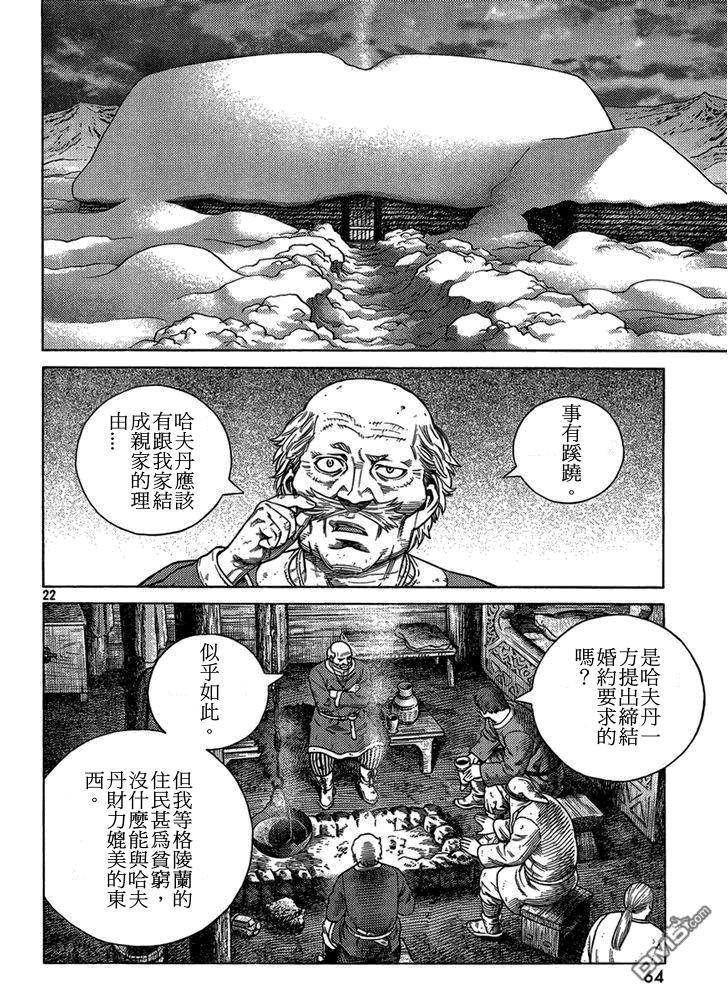 事有蹊蹺。
哈夫丹應該
有跟我家結
成親家的理
由……
22
是哈夫丹一
方提出締結
婚約要求的
嗎？
似乎如此。
但我等格陵蘭的
住民甚為貧窮，
沒什麼能與哈夫
丹財力媲美的東
西。
64